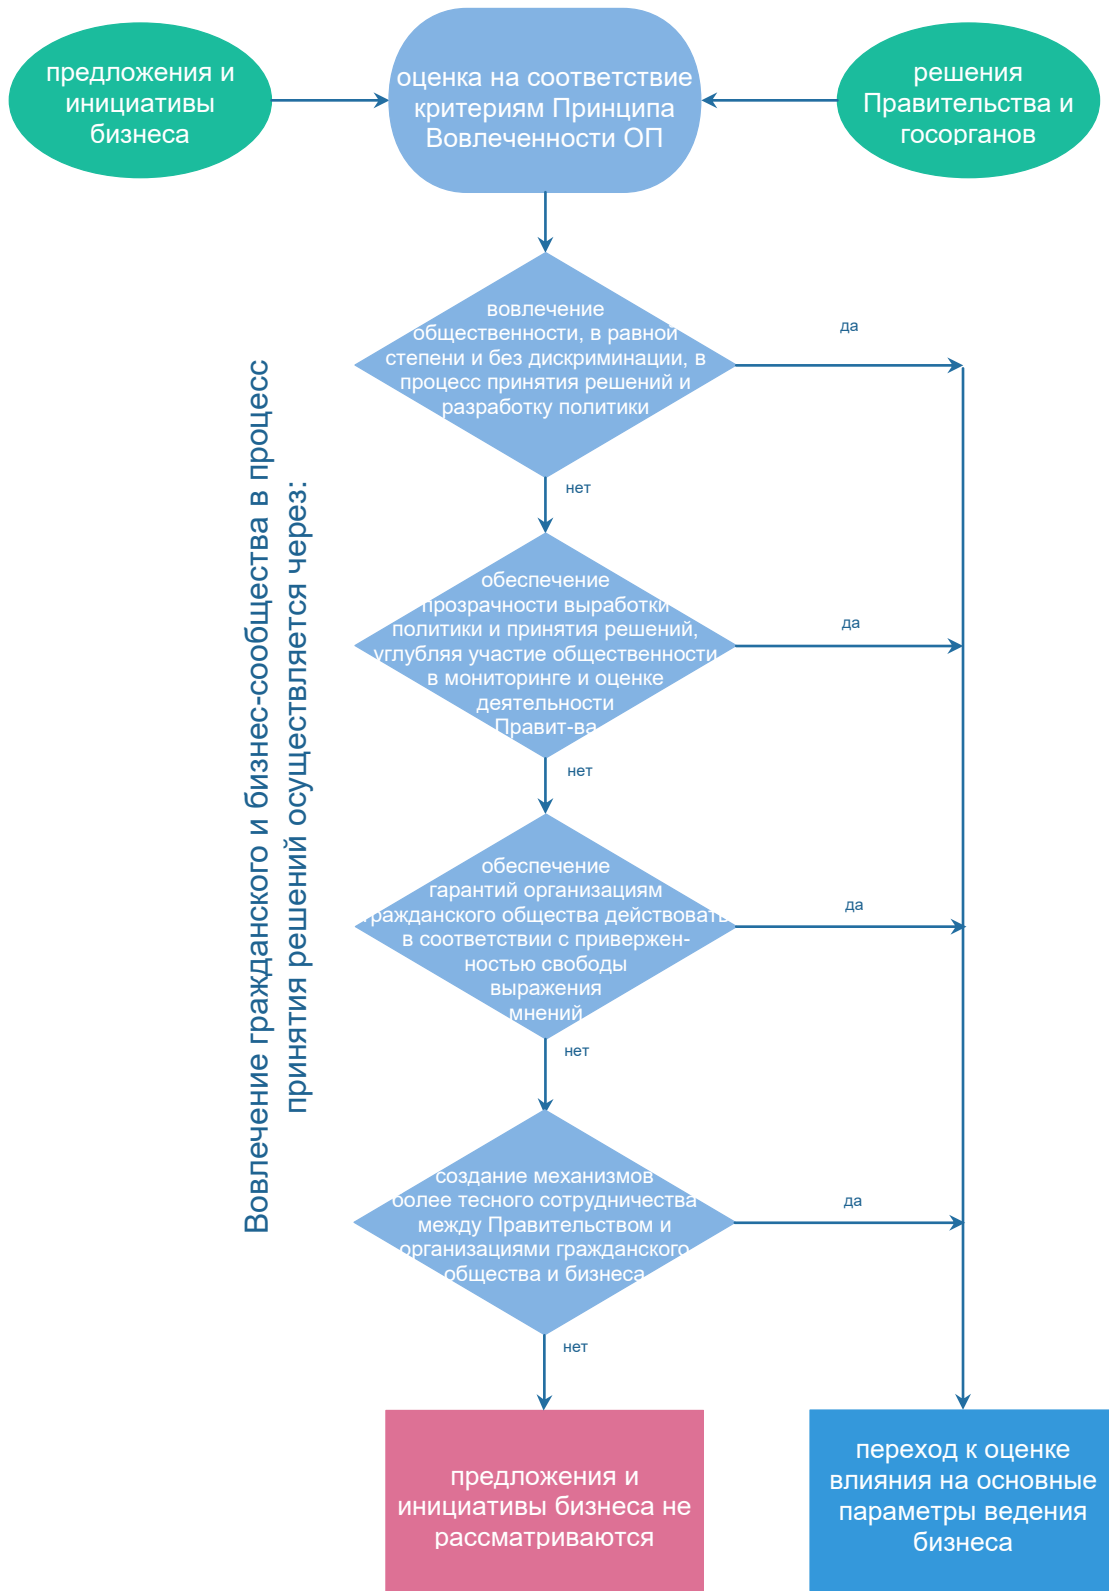 предложения и
инициативы
бизнеса
оценка на соответствие
критериям Принципа
Вовлеченности ОП
решения
Правительства и
госорганов
Вовлечение гражданского и бизнес-сообщества в процесс
принятия решений осуществляется через:
вовлечение
общественности, в равной
степени и без дискриминации, в
процесс принятия решений и
разработку политики
да
нет
обеспечение
прозрачности выработки
политики и принятия решений,
углубляя участие общественности
в мониторинге и оценке
деятельности
Правит-ва
да
нет
обеспечение
гарантий организациям
гражданского общества действовать
в соответствии с привержен-
ностью свободы
выражения
мнений
да
нет
создание механизмов
более тесного сотрудничества
между Правительством и
организациями гражданского
общества и бизнеса
да
нет
предложения и
инициативы бизнеса не
рассматриваются
переход к оценке
влияния на основные
параметры ведения
бизнеса